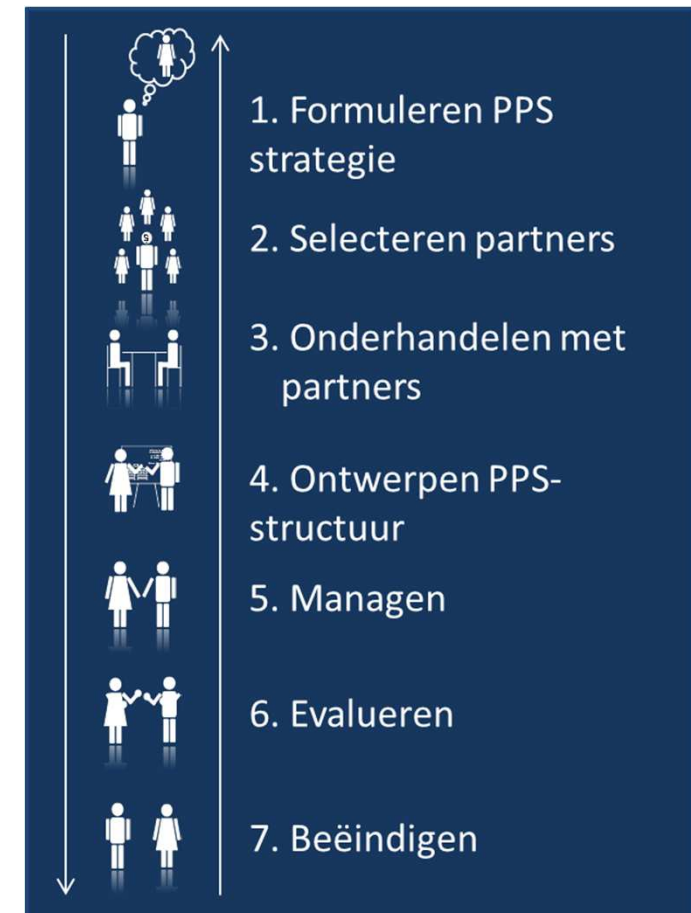 1. Formuleren PPS
strategie
2. Selecteren partners
3. Onderhandelen met
partners
4. Ontwerpen PPS-
structuur
5. Managen
6. Evalueren
7. Beëindigen